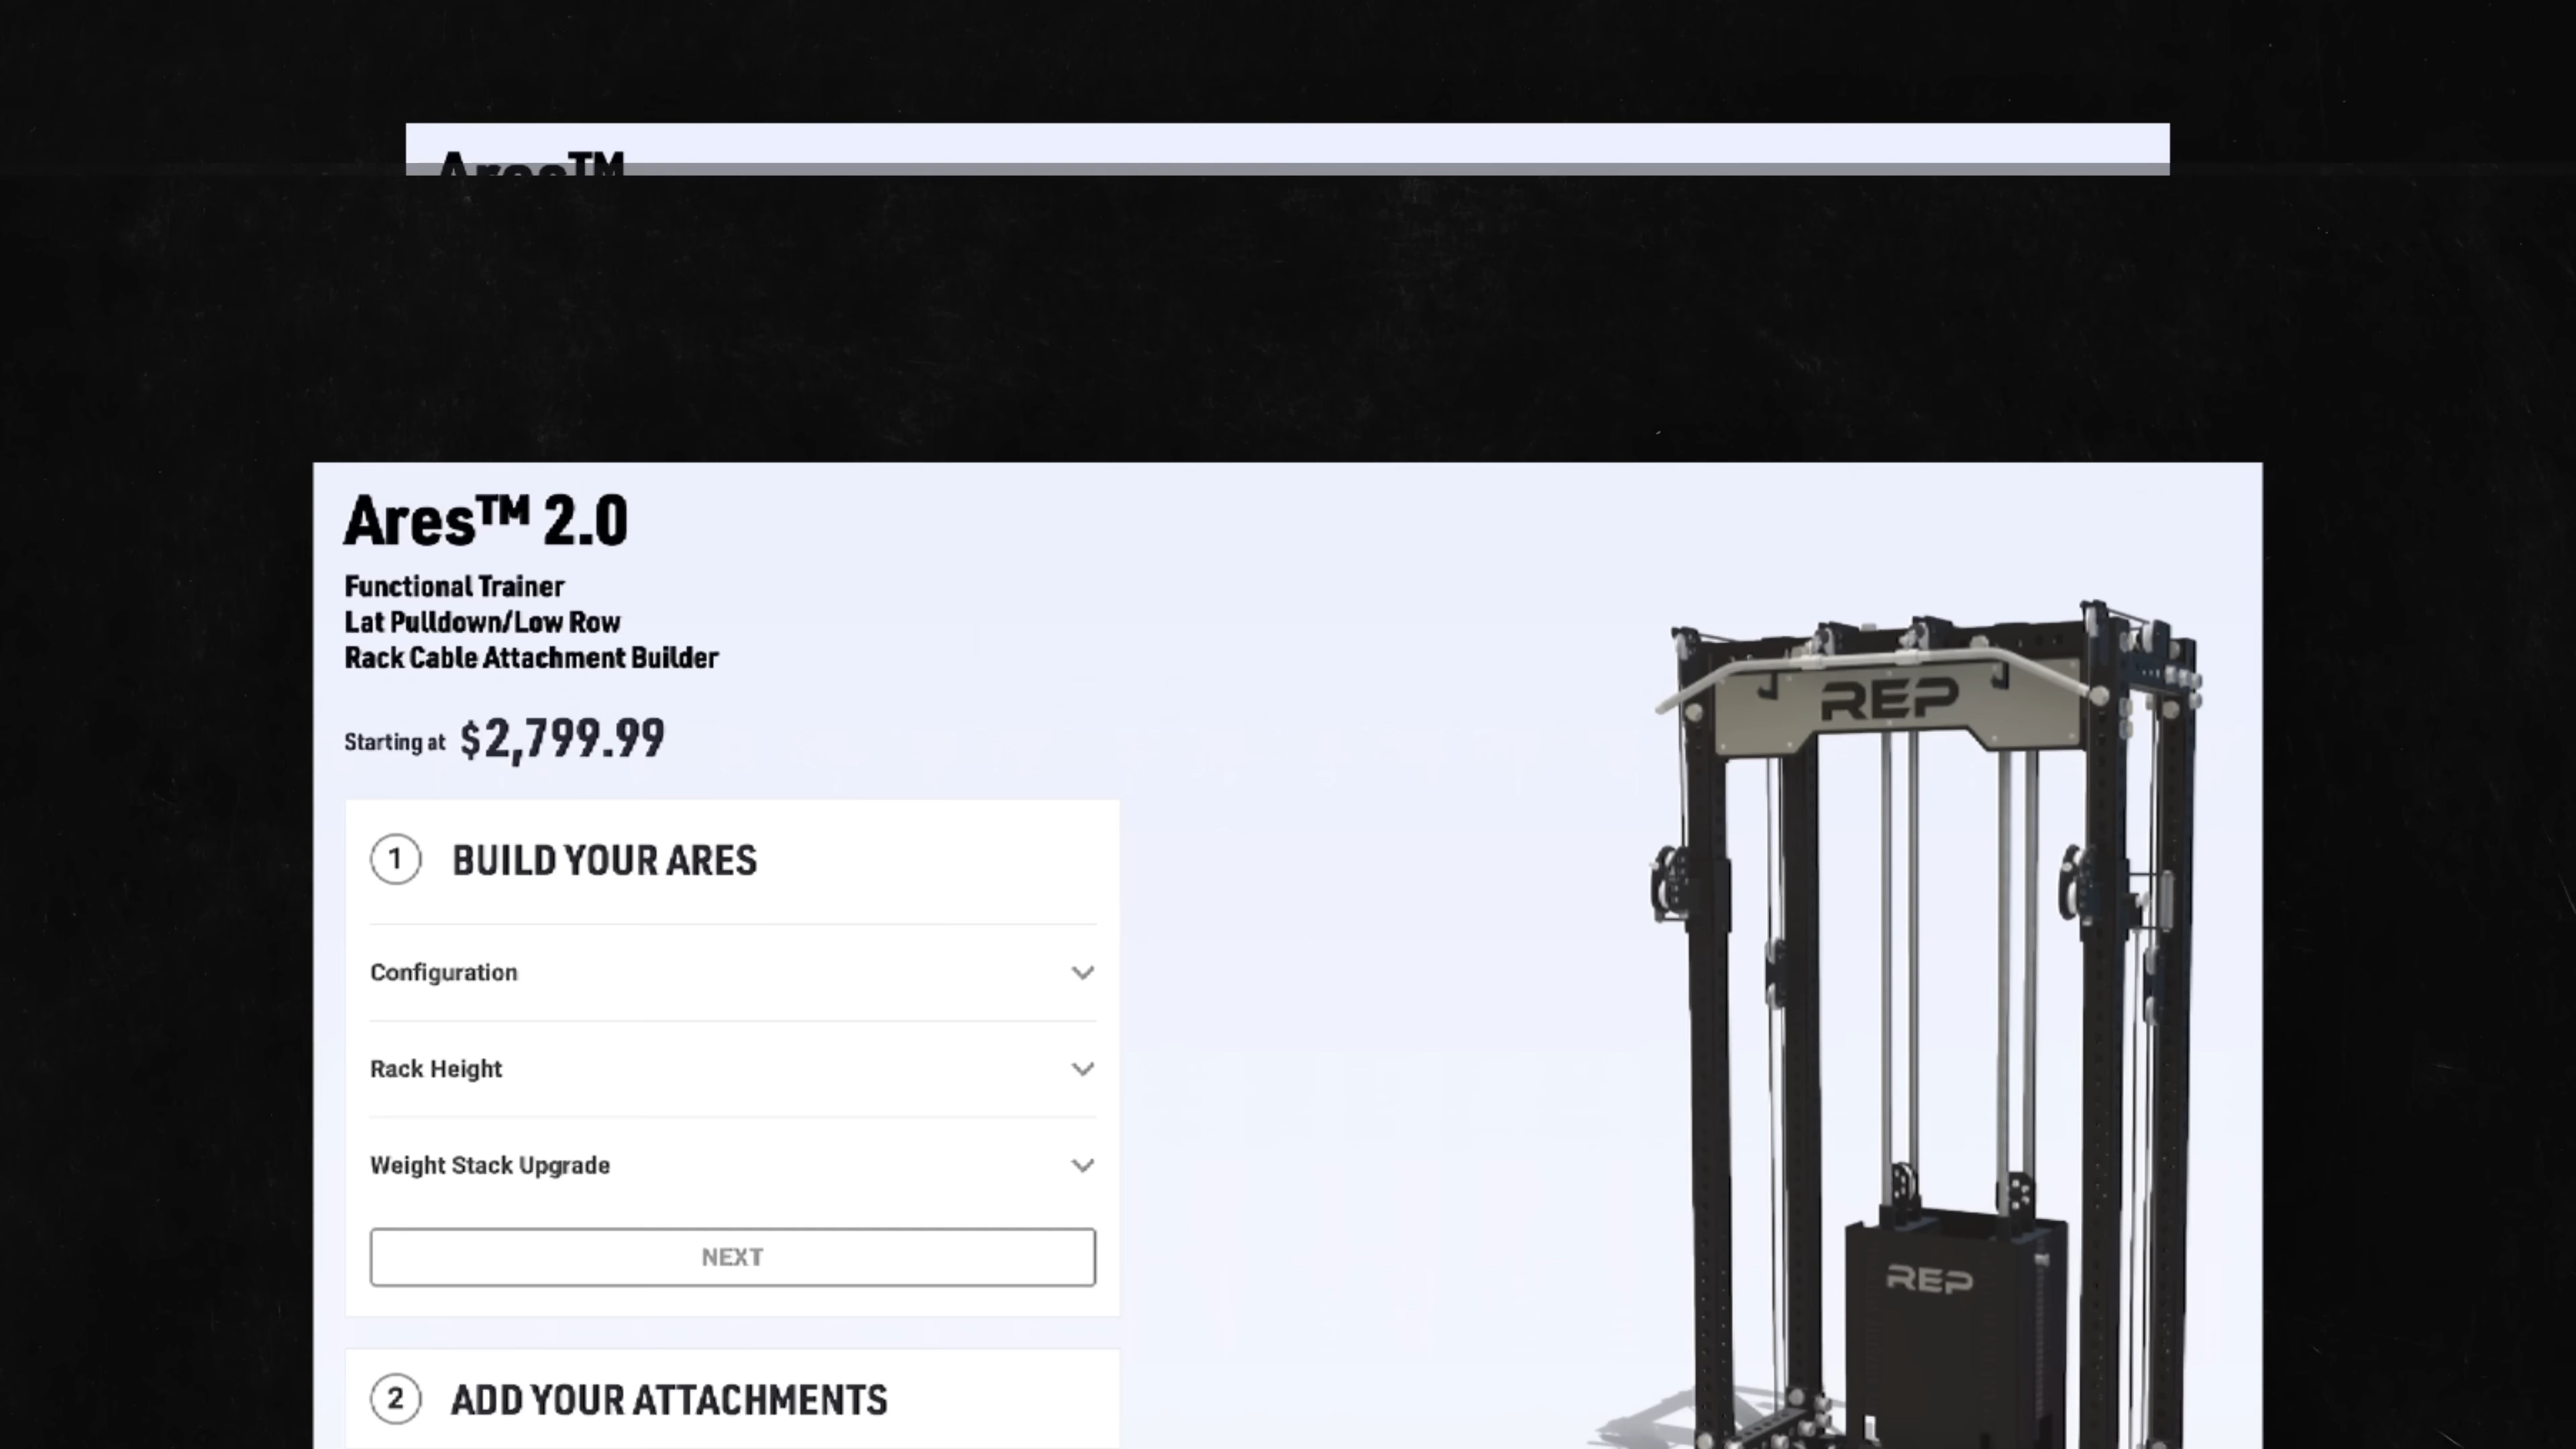 Ares™
Ares™ 2.0
Functional Trainer
Lat Pulldown/Low Row
Rack Cable Attachment Builder
Starting at $2,799.99
1 BUILD YOUR ARES
Configuration
Rack Height
Weight Stack Upgrade
NEXT
2 ADD YOUR ATTACHMENTS
REP
REP